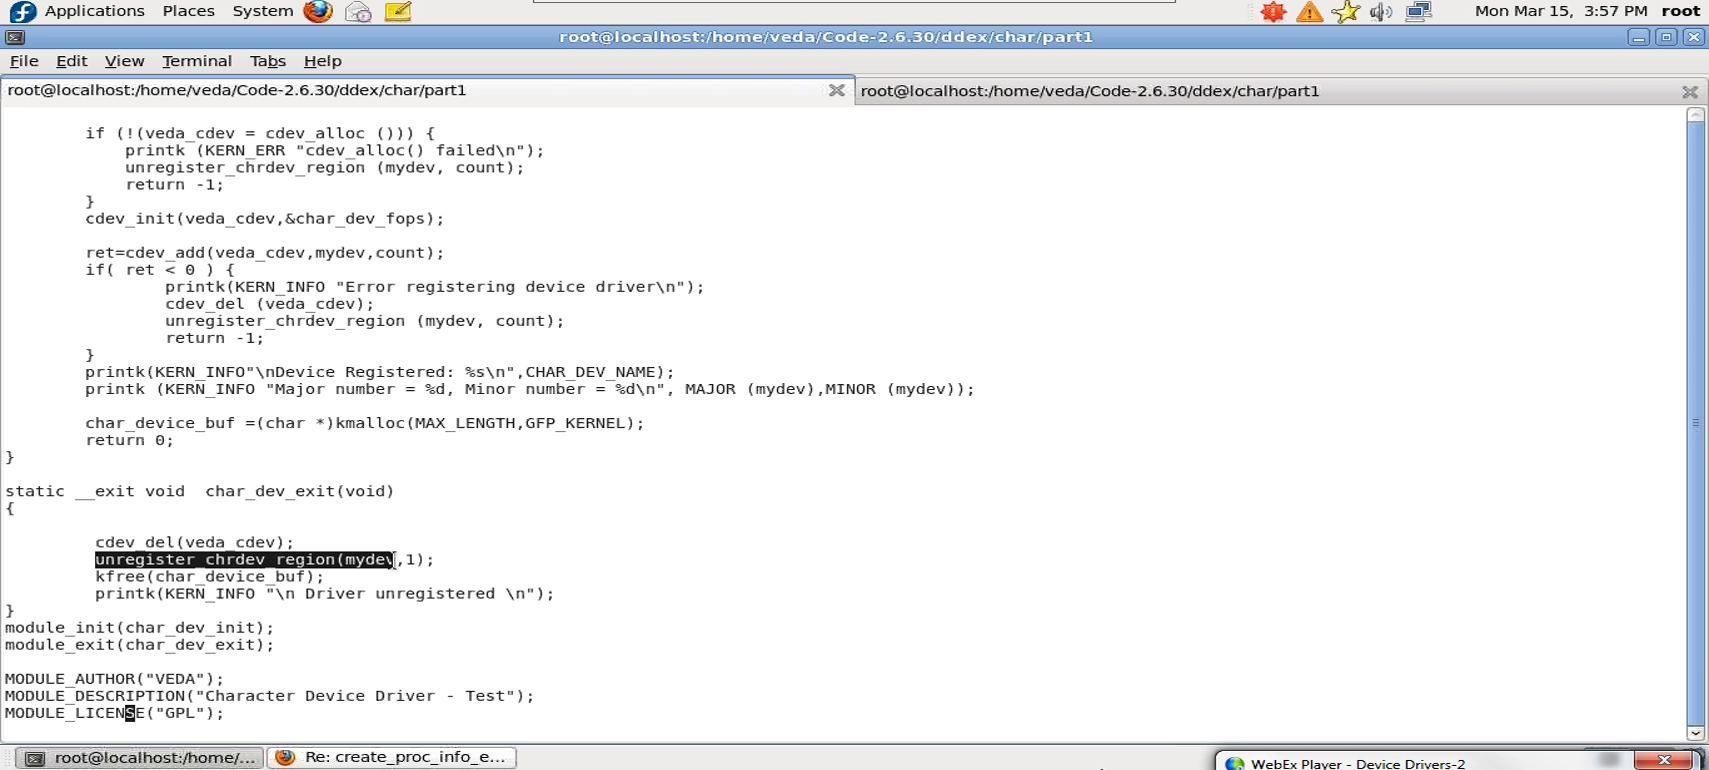 Applications Places System Mon Mar 15, 3:57 PM root
root@localhost:/home/veda/Code-2.6.30/ddex/char/part1
File Edit View Terminal Tabs Help
root@localhost:/home/veda/Code-2.6.30/ddex/char/part1 root@localhost:/home/veda/Code-2.6.30/ddex/char/part1
if (!(veda_cdev = cdev_alloc ())) {
printk (KERN_ERR "cdev_alloc() failed\n");
unregister_chrdev_region (mydev, count);
return -1;
}
cdev_init(veda_cdev,&char_dev_fops);
ret=cdev_add(veda_cdev,mydev,count);
if( ret < 0 ) {
printk(KERN_INFO "Error registering device driver\n");
cdev_del (veda_cdev);
unregister_chrdev_region (mydev, count);
return -1;
}
printk(KERN_INFO"\nDevice Registered: %s\n",CHAR_DEV_NAME);
printk (KERN_INFO "Major number = %d, Minor number = %d\n", MAJOR (mydev),MINOR (mydev));
char_device_buf =(char *)kmalloc(MAX_LENGTH,GFP_KERNEL);
return 0;
}
static __exit void  char_dev_exit(void)
{
cdev_del(veda_cdev);
unregister_chrdev_region(mydev,1);
kfree(char_device_buf);
printk(KERN_INFO "\n Driver unregistered \n");
}
module_init(char_dev_init);
module_exit(char_dev_exit);
MODULE_AUTHOR("VEDA");
MODULE_DESCRIPTION("Character Device Driver - Test");
MODULE_LICENSE("GPL");
root@localhost:/home/... Re: create_proc_info_e... WebEx Player - Device Drivers-2